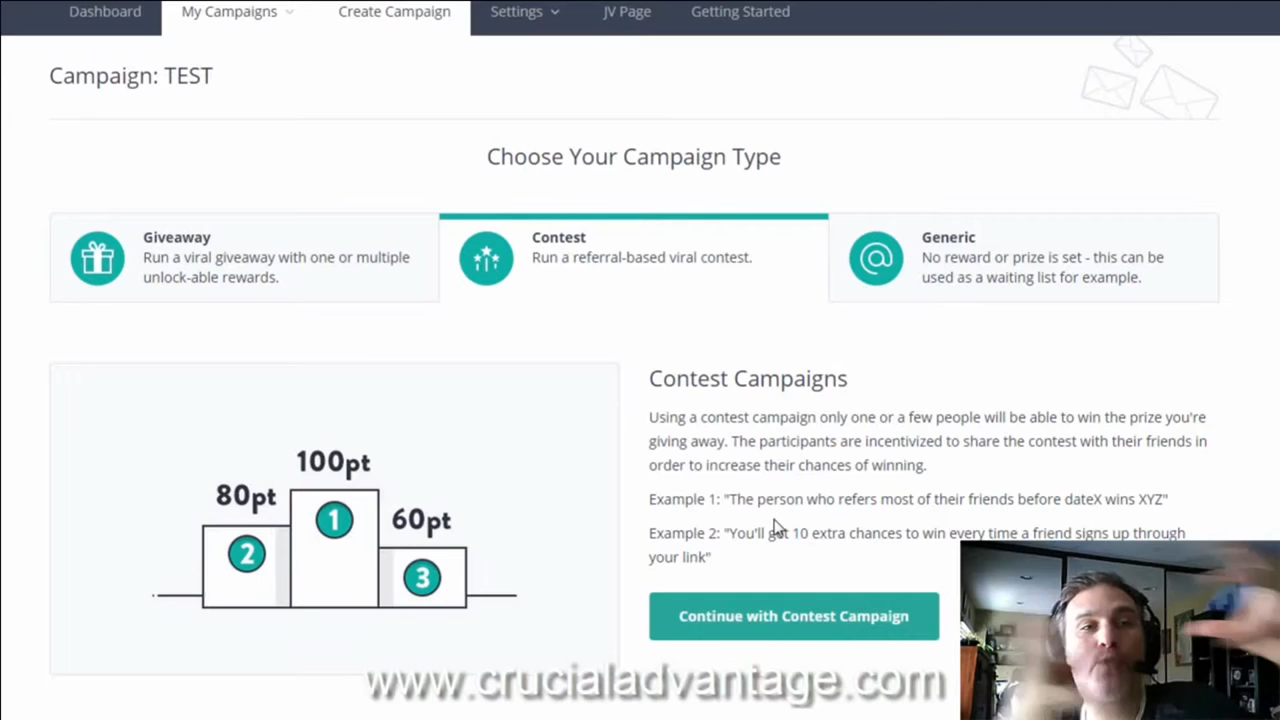 Dashboard
My Campaigns
Create Campaign
Settings
JV Page
Getting Started
Campaign: TEST
Choose Your Campaign Type
Giveaway
Run a viral giveaway with one or multiple
unlock-able rewards.
Contest
Run a referral-based viral contest.
Generic
No reward or prize is set - this can be
used as a waiting list for example.
100pt
80pt
60pt
1
2
3
Contest Campaigns
Using a contest campaign only one or a few people will be able to win the prize you're
giving away. The participants are incentivized to share the contest with their friends in
order to increase their chances of winning.
Example 1: "The person who refers most of their friends before dateX wins XYZ"
Example 2: "You'll get 10 extra chances to win every time a friend signs up through
your link"
Continue with Contest Campaign
www.crucialadvantage.com